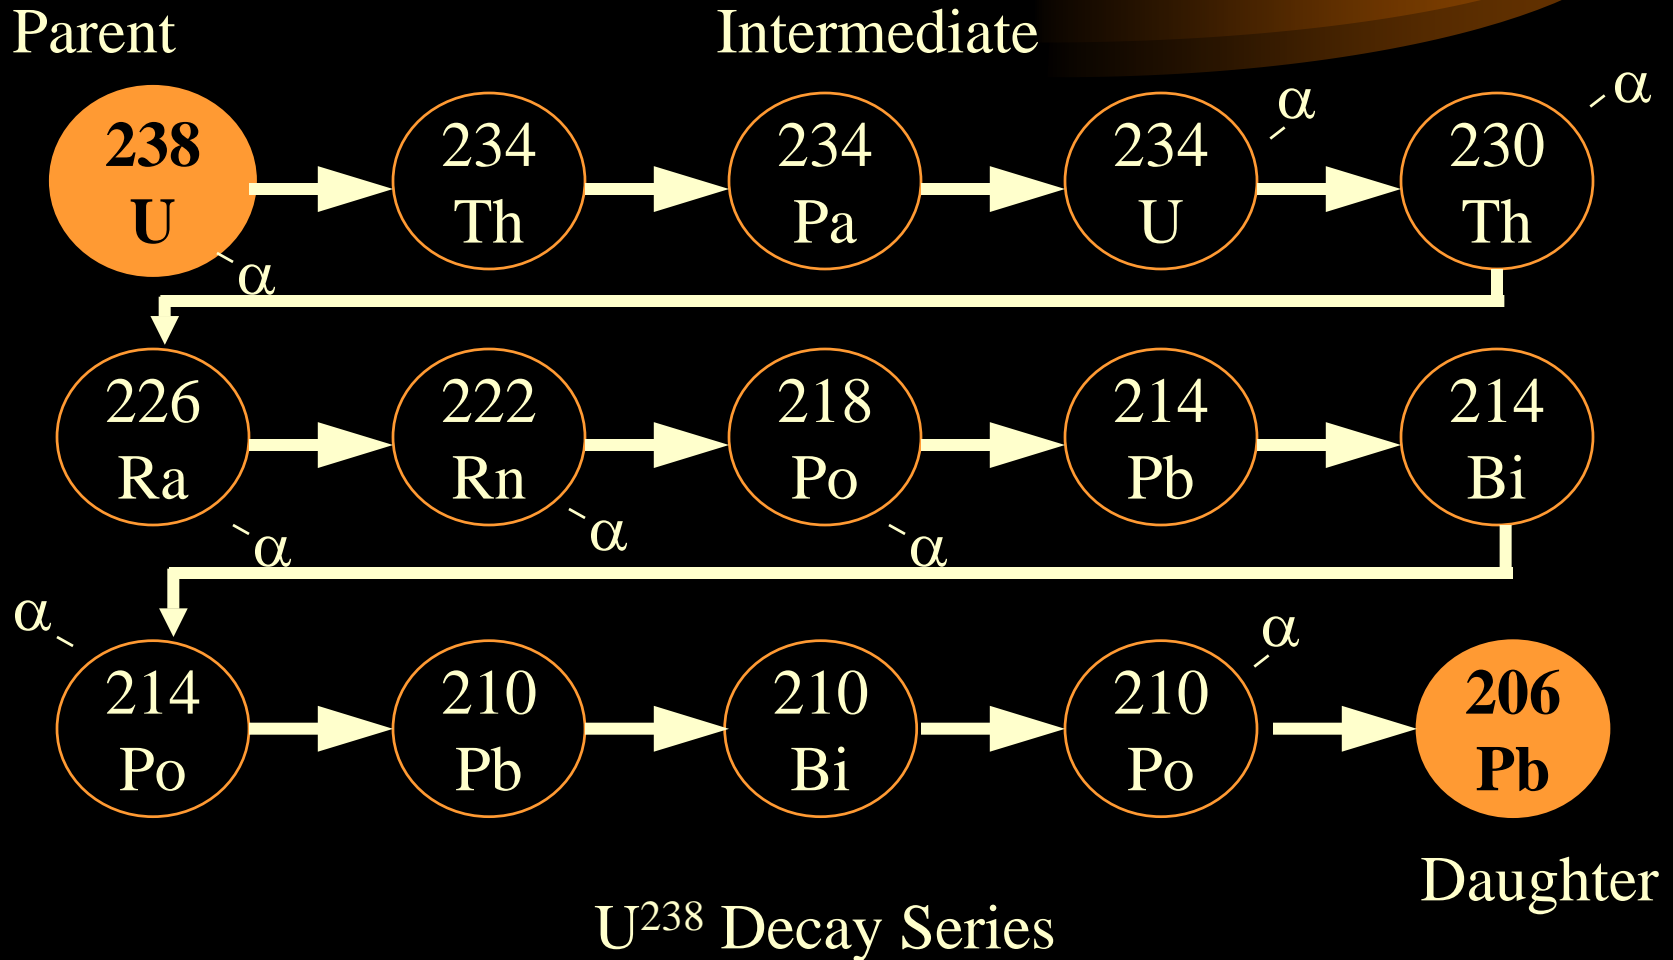 Parent
Intermediate
α
α
238
U
234
Th
234
Pa
234
U
230
Th
α
226
Ra
222
Rn
218
Po
214
Pb
214
Bi
α
α
α
α
α
214
Po
210
Pb
210
Bi
210
Po
206
Pb
Daughter
U²³⁸ Decay Series